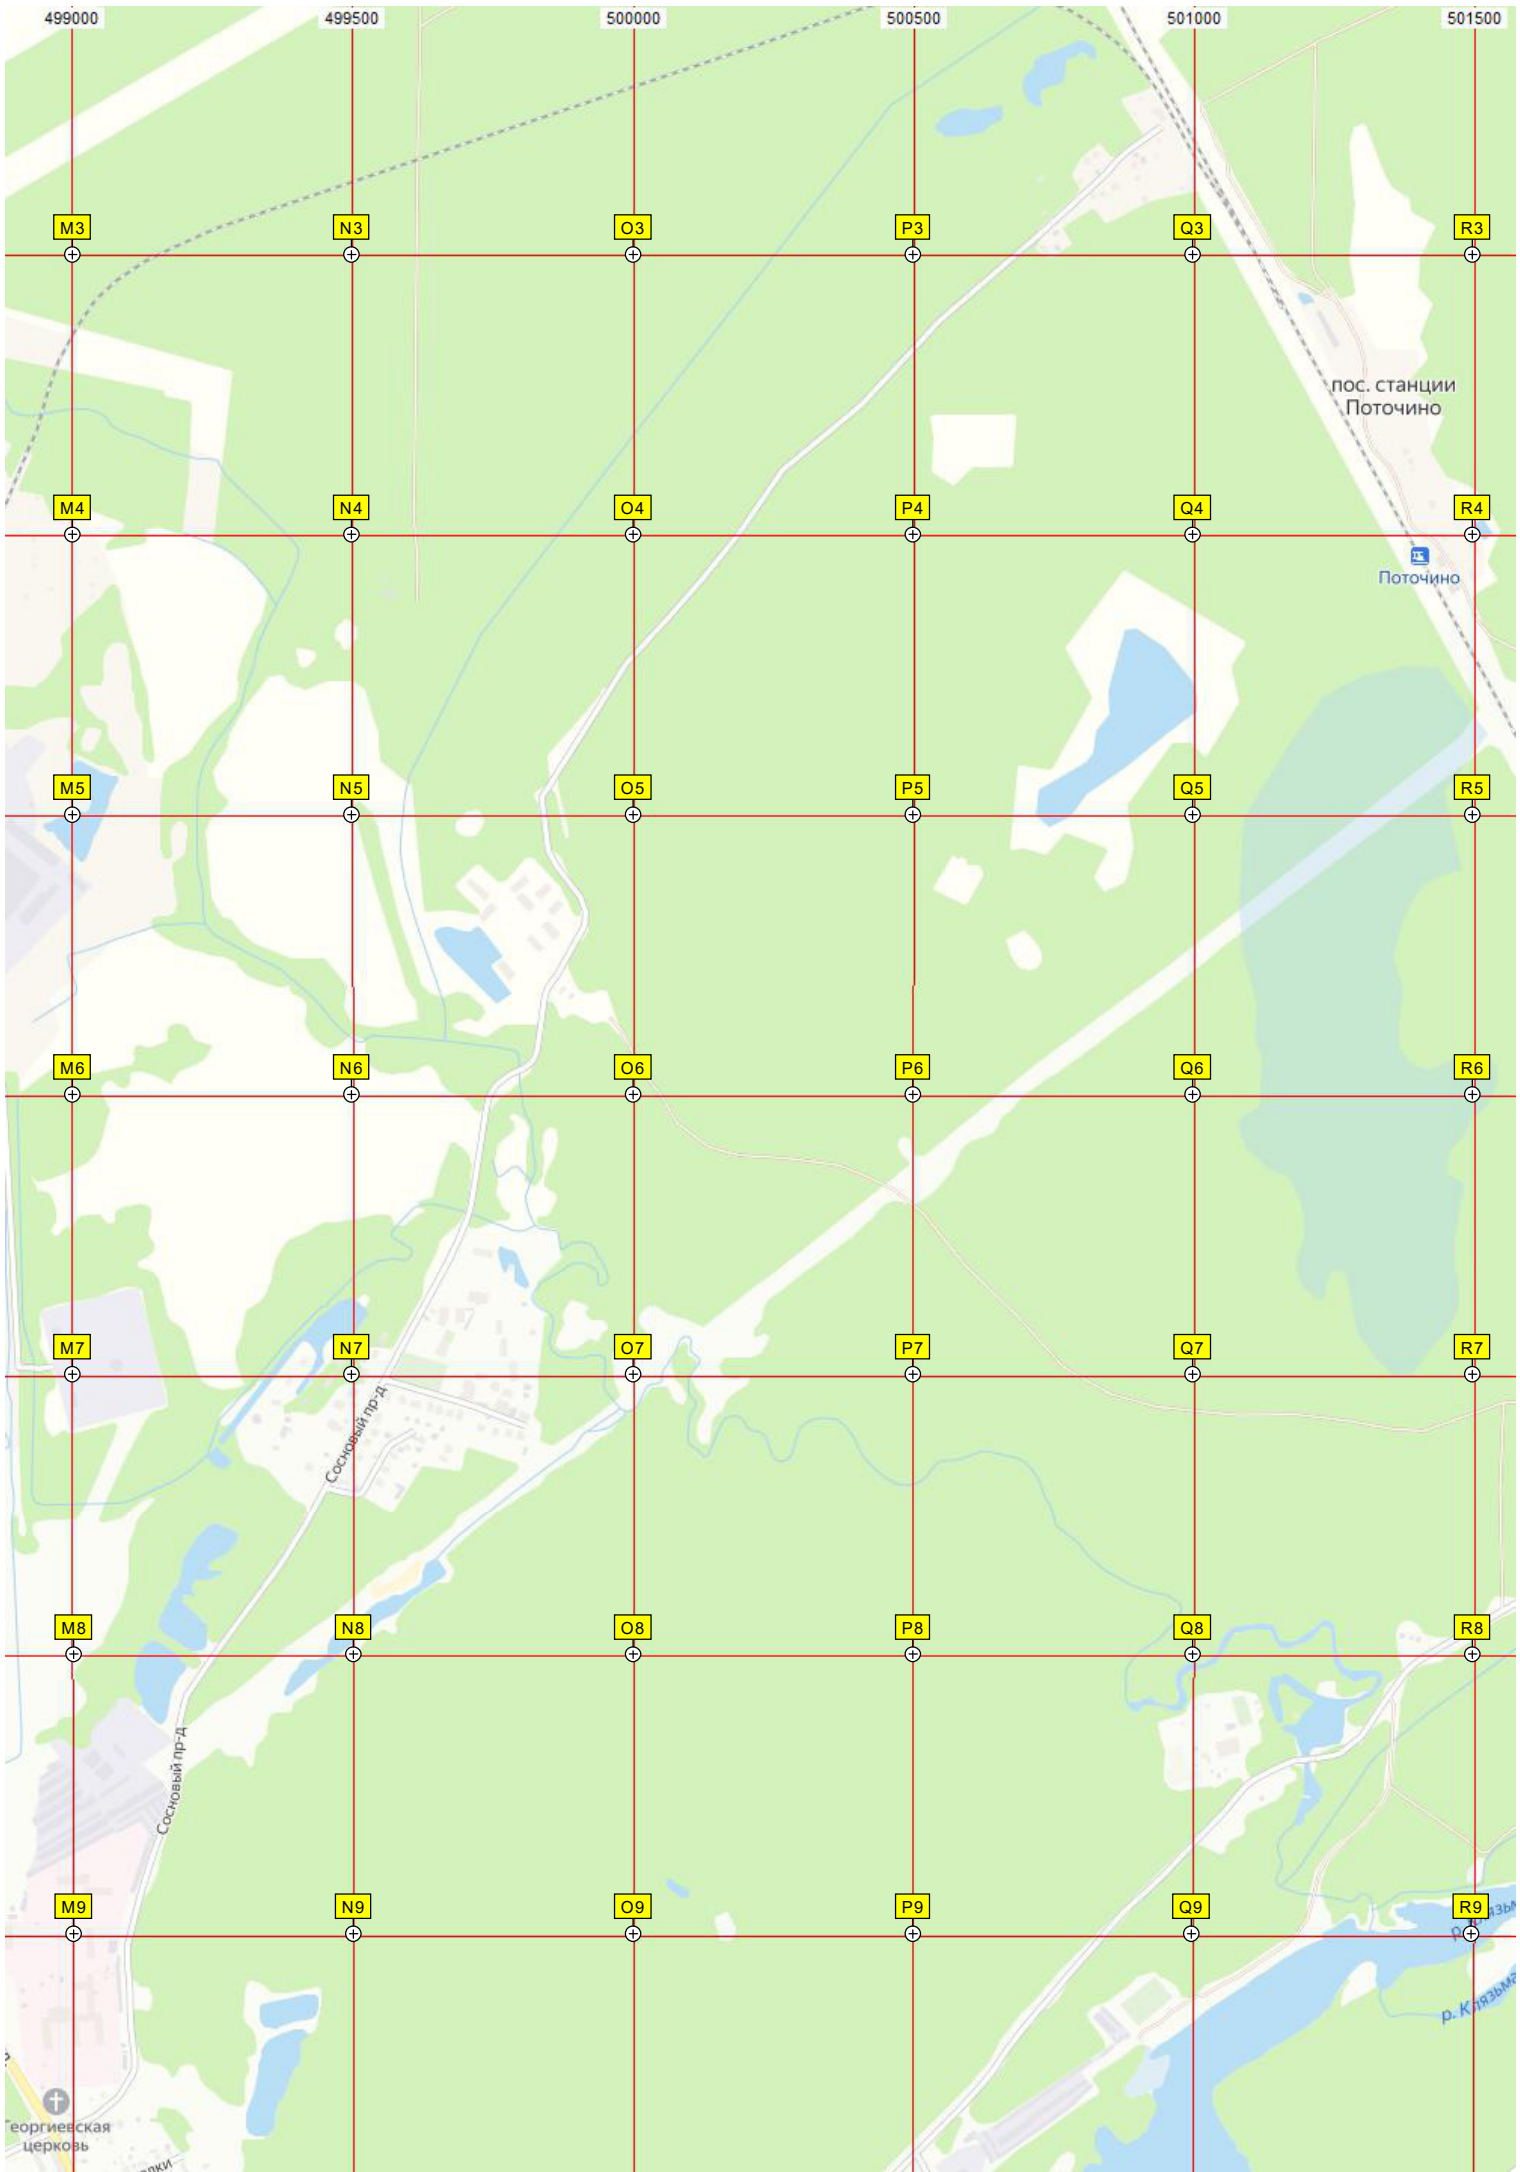 499000 499500 500000 500500 501000 501500
M3 N3 O3 P3 Q3 R3
пос. станции
Поточино
M4 N4 O4 P4 Q4 R4
Поточино
M5 N5 O5 P5 Q5 R5
M6 N6 O6 P6 Q6 R6
M7 N7 O7 P7 Q7 R7
Сосновый пр-д
M8 N8 O8 P8 Q8 R8
Сосновый пр-д
M9 N9 O9 P9 Q9 R9
р. Клязьма
еоргиевская
церковь